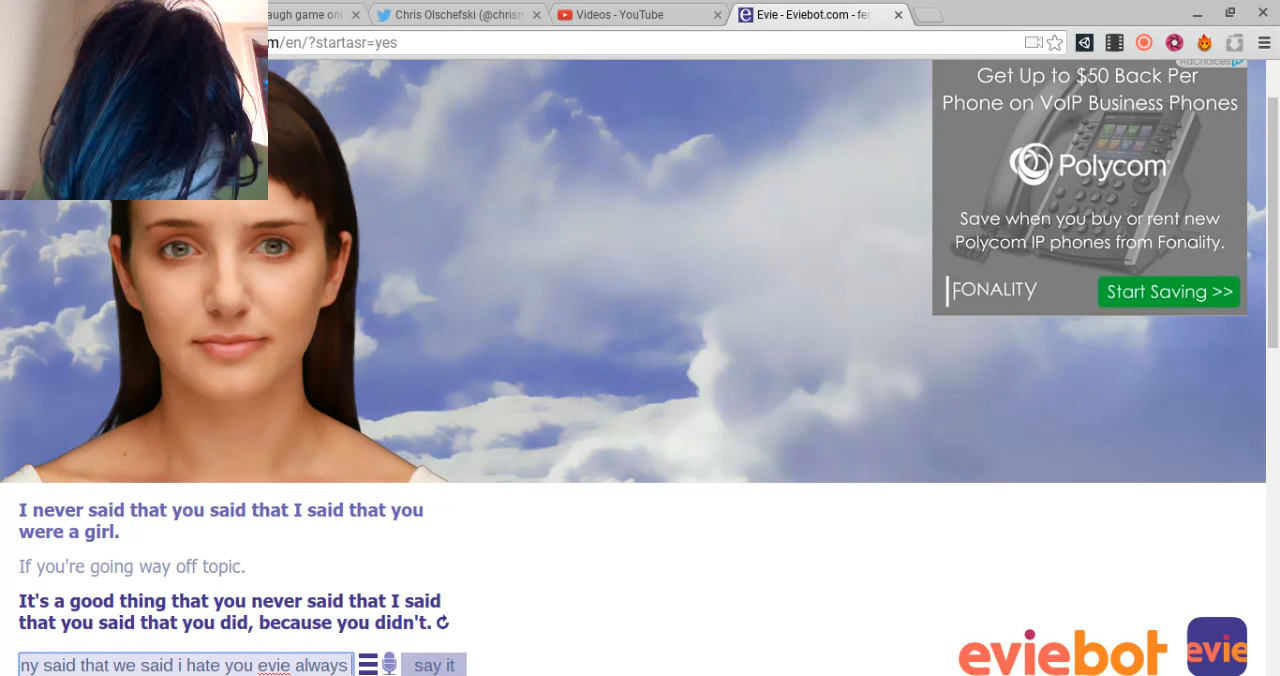 augh game onl
Chris Olschefski (@chrism
Videos - YouTube
Evie - Eviebot.com - fem
m/en/?startasr=yes
AdChoices
Get Up to $50 Back Per
Phone on VoIP Business Phones
Polycom
Save when you buy or rent new
Polycom IP phones from Fonality.
FONALITY
Start Saving >>
I never said that you said that I said that you
were a girl.
If you're going way off topic.
It's a good thing that you never said that I said
that you said that you did, because you didn't.
ny said that we said i hate you evie always
say it
eviebot
evie